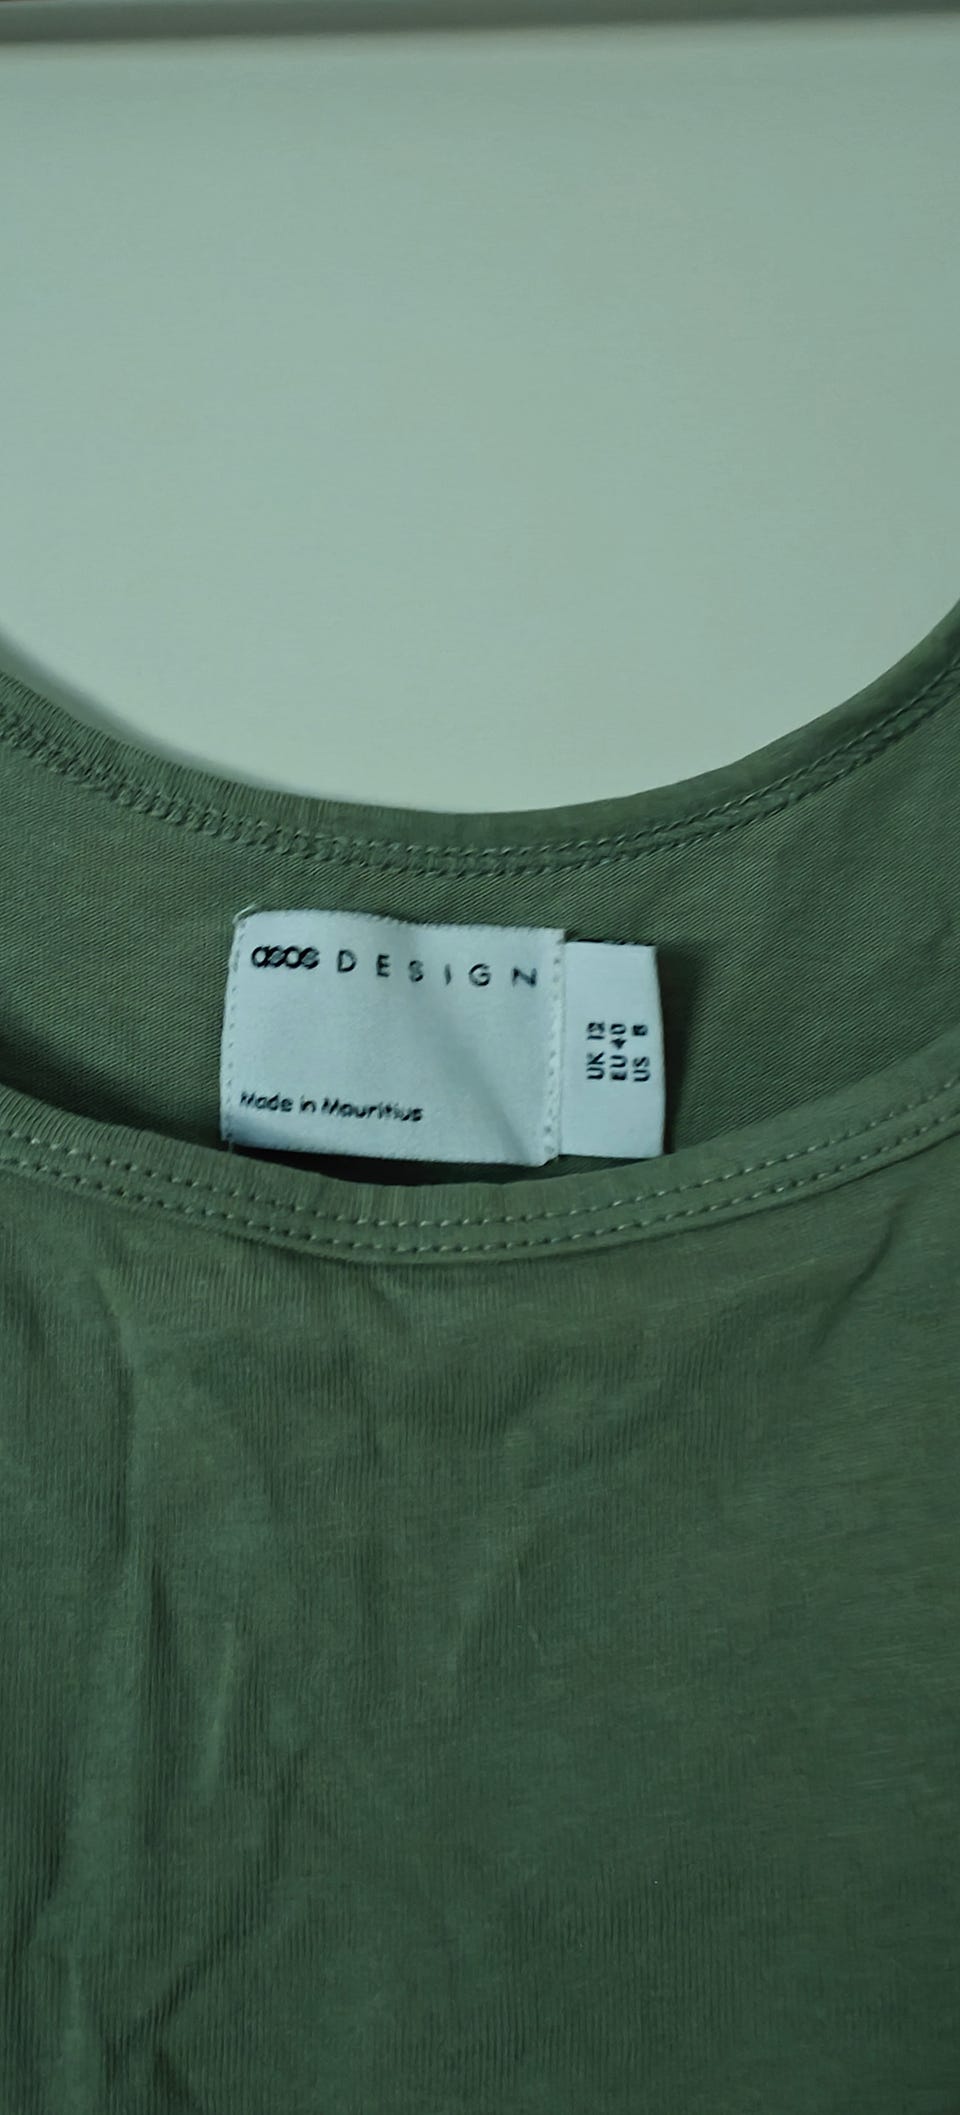 asos DESIGN
Made in Mauritius
UK 12
EU 40
US 8